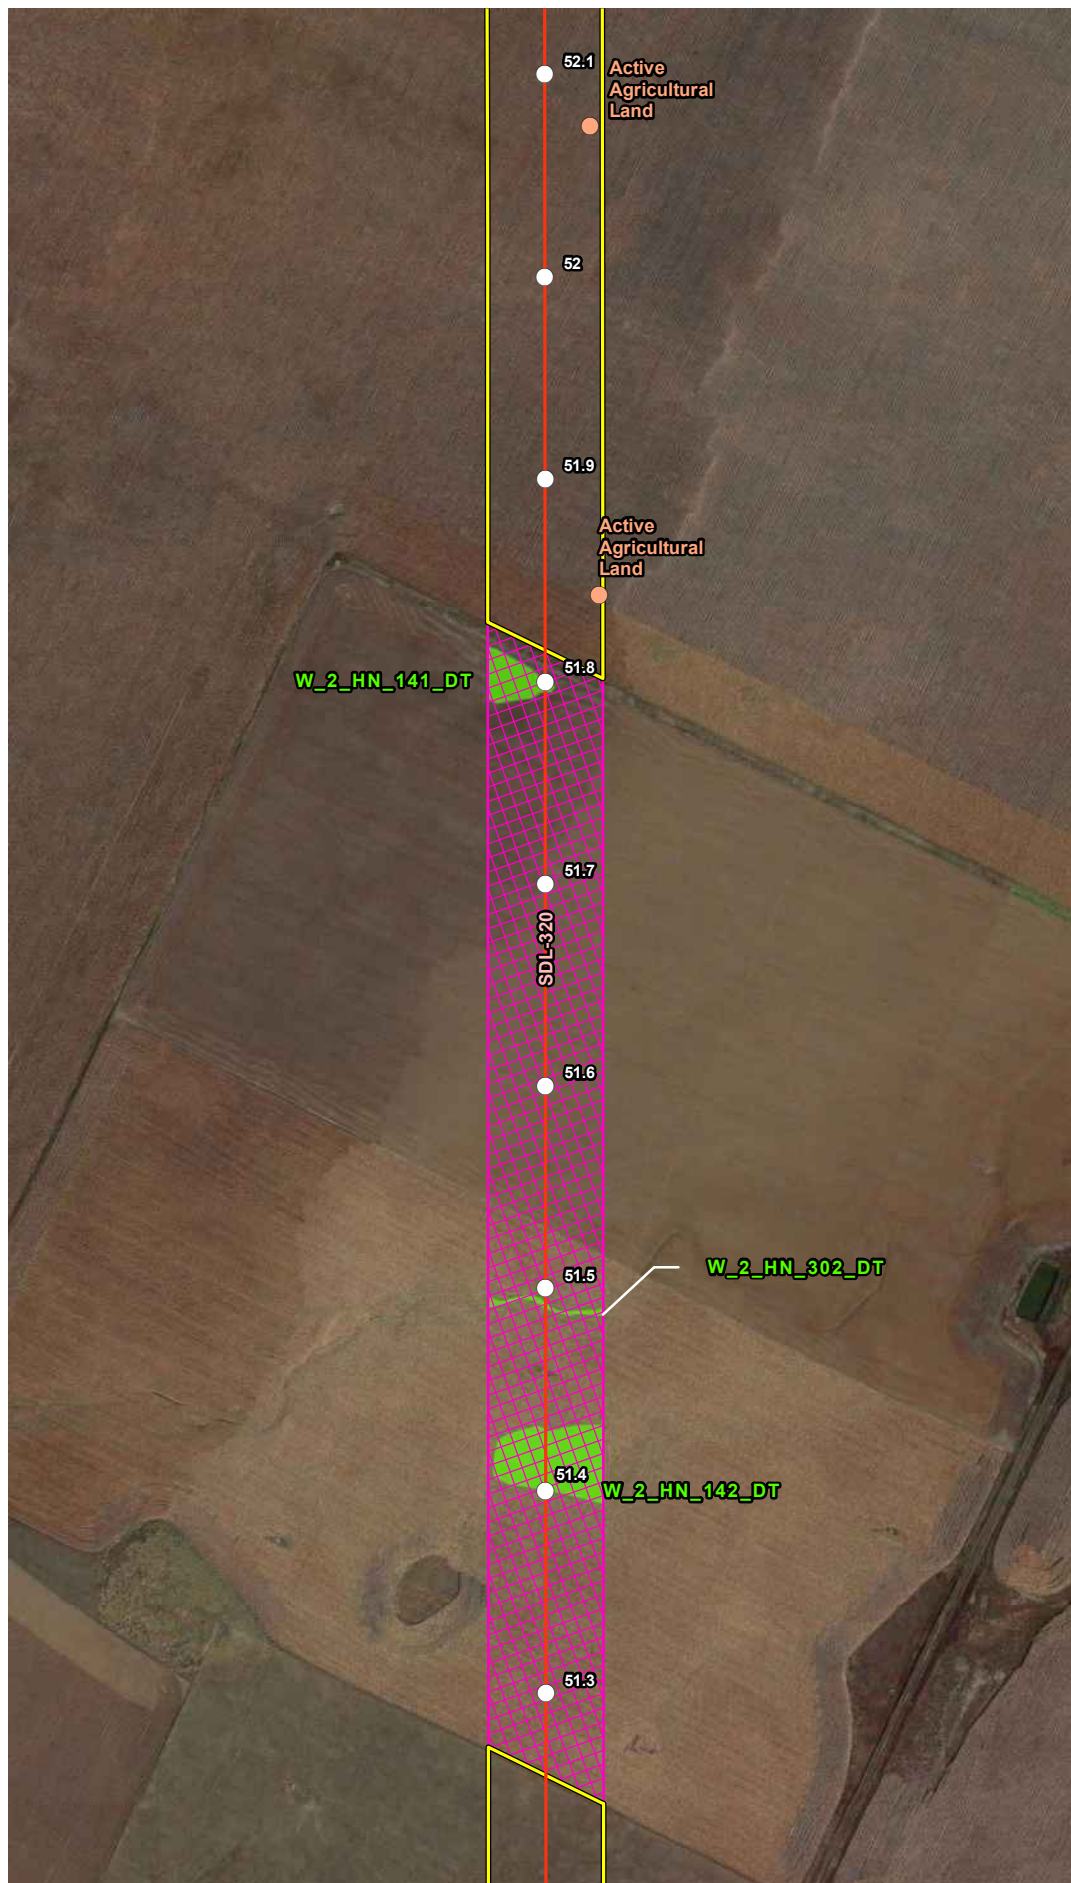 52.1
Active
Agricultural
Land
52
51.9
Active
Agricultural
Land
51.8
W_2_HN_141_DT
51.7
SDL-320
51.6
W_2_HN_302_DT
51.5
51.4
W_2_HN_142_DT
51.3